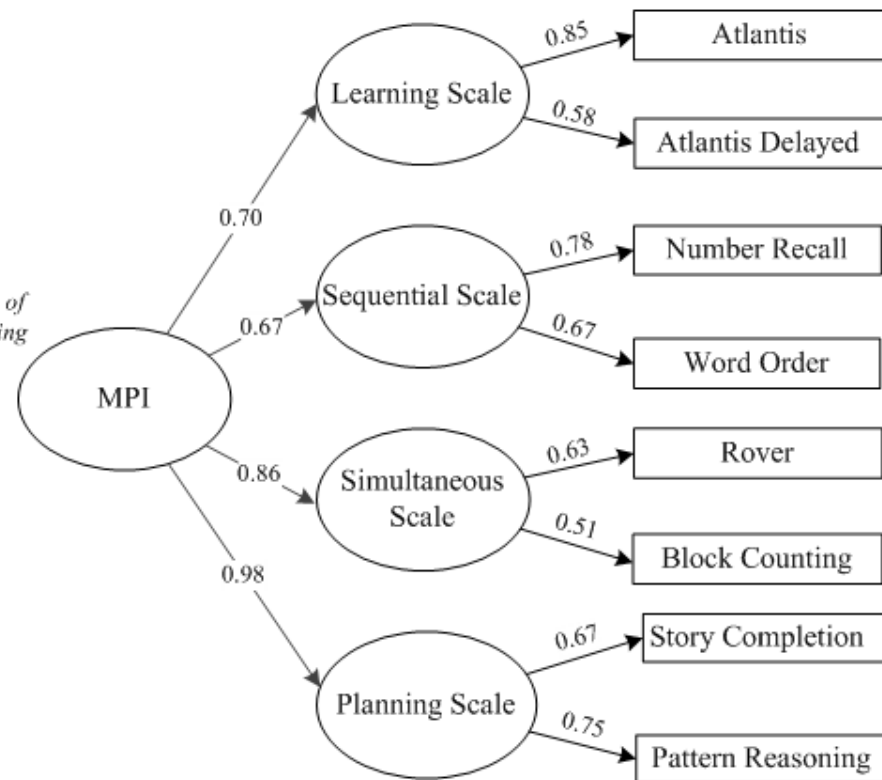 0.85
Atlantis
Learning Scale
0.58
Atlantis Delayed
0.70
0.78
Number Recall
of
ing
Sequential Scale
0.67
0.67
Word Order
MPI
0.63
Rover
0.86
Simultaneous
Scale
0.51
Block Counting
0.98
0.67
Story Completion
Planning Scale
0.75
Pattern Reasoning